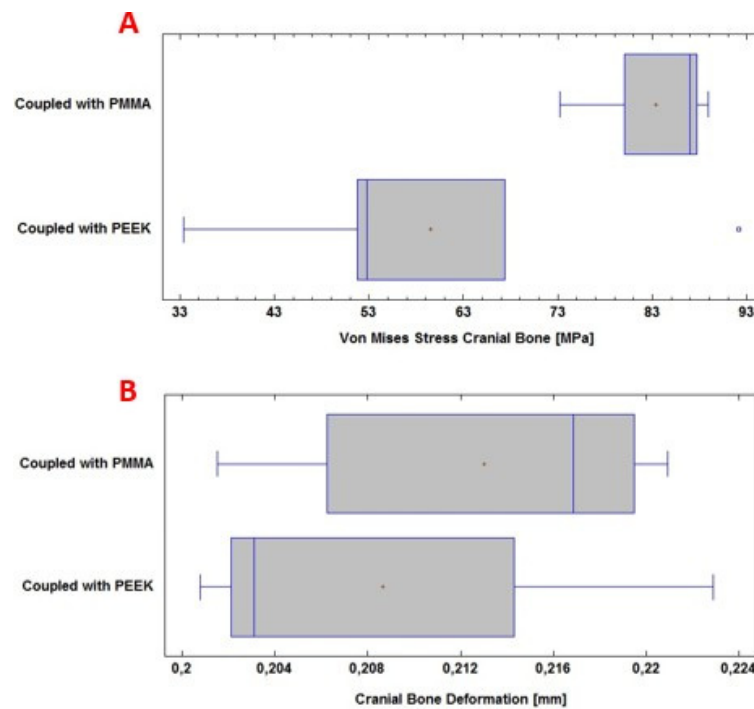 A
Coupled with PMMA
Coupled with PEEK
33 43 53 63 73 83 93
Von Mises Stress Cranial Bone [MPa]
B
Coupled with PMMA
Coupled with PEEK
0,2 0,204 0,208 0,212 0,216 0,22 0,224
Cranial Bone Deformation [mm]